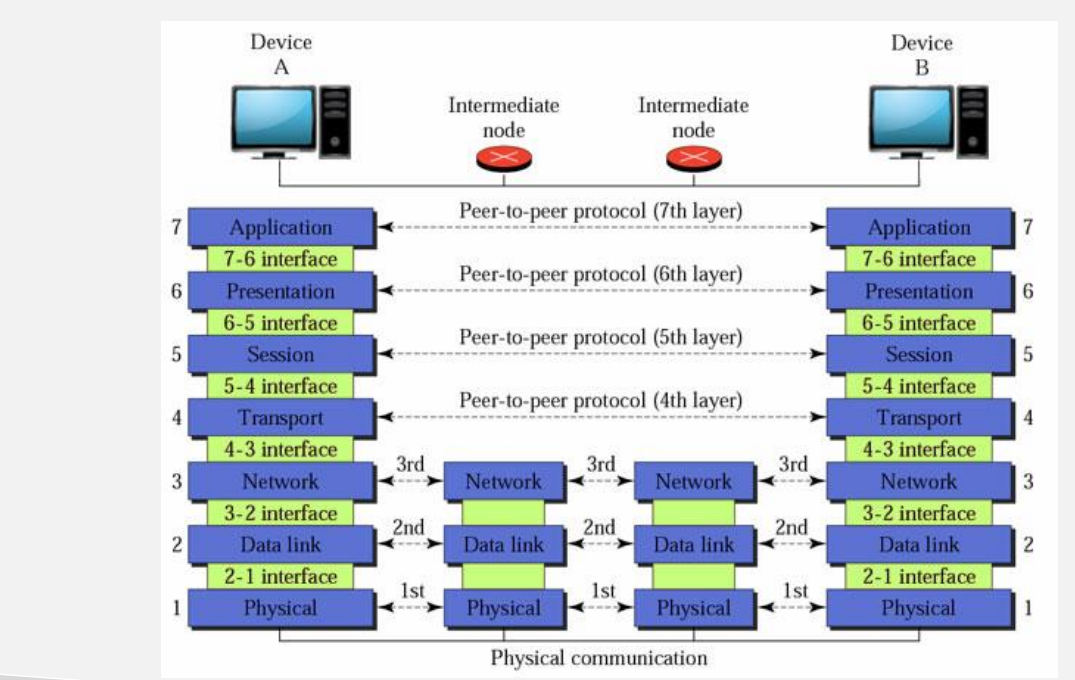 Device
A
Device
B
Intermediate
node
Intermediate
node
Peer-to-peer protocol (7th layer)
7 Application Application 7
7-6 interface 7-6 interface
Peer-to-peer protocol (6th layer)
6 Presentation Presentation 6
6-5 interface 6-5 interface
Peer-to-peer protocol (5th layer)
5 Session Session 5
5-4 interface 5-4 interface
Peer-to-peer protocol (4th layer)
4 Transport Transport 4
4-3 interface 4-3 interface
3rd 3rd 3rd
3 Network Network Network Network 3
3-2 interface 3-2 interface
2nd 2nd 2nd
2 Data link Data link Data link Data link 2
2-1 interface 2-1 interface
1st 1st 1st
1 Physical Physical Physical Physical 1
Physical communication